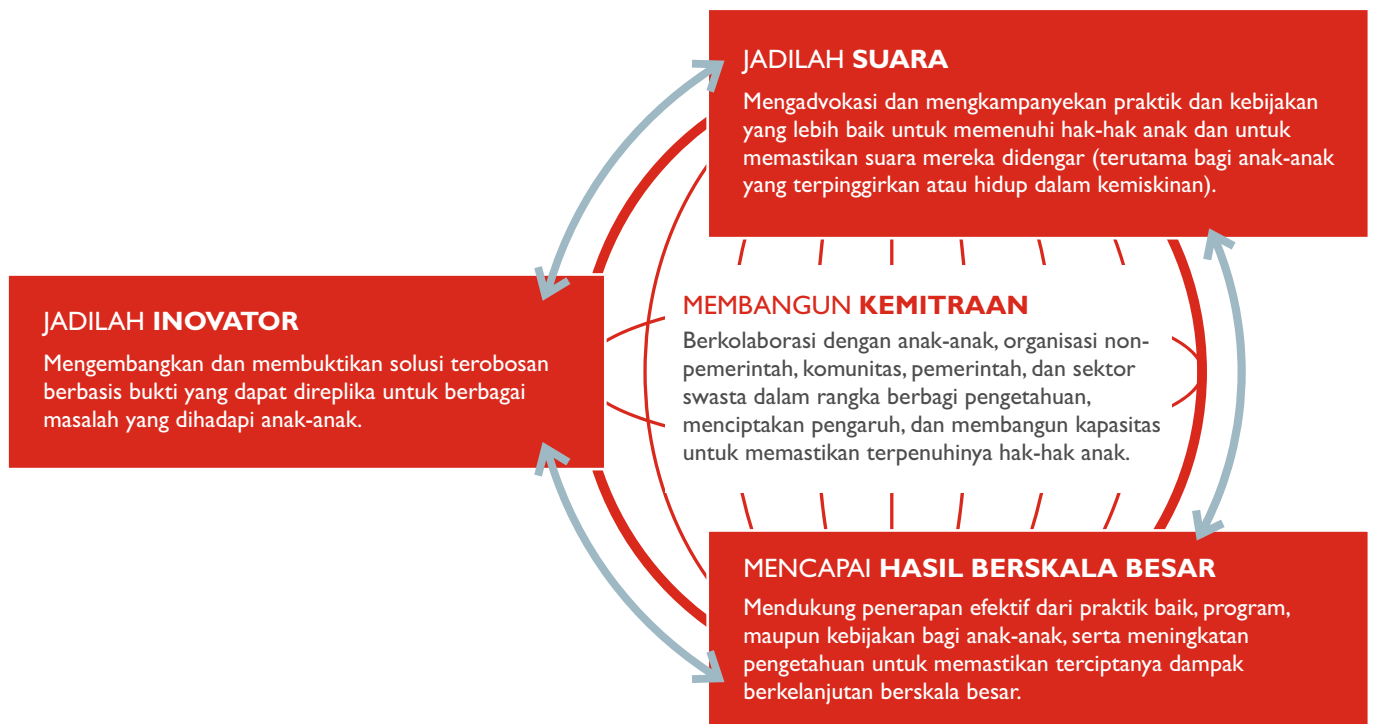 JADILAH SUARA
Mengadvokasi dan mengkampanyekan praktik dan kebijakan
yang lebih baik untuk memenuhi hak-hak anak dan untuk
memastikan suara mereka didengar (terutama bagi anak-anak
yang terpinggirkan atau hidup dalam kemiskinan).
JADILAH INOVATOR
Mengembangkan dan membuktikan solusi terobosan
berbasis bukti yang dapat direplika untuk berbagai
masalah yang dihadapi anak-anak.
MEMBANGUN KEMITRAAN
Berkolaborasi dengan anak-anak, organisasi non-
pemerintah, komunitas, pemerintah, dan sektor
swasta dalam rangka berbagi pengetahuan,
menciptakan pengaruh, dan membangun kapasitas
untuk memastikan terpenuhinya hak-hak anak.
MENCAPAI HASIL BERSKALA BESAR
Mendukung penerapan efektif dari praktik baik, program,
maupun kebijakan bagi anak-anak, serta meningkatan
pengetahuan untuk memastikan terciptanya dampak
berkelanjutan berskala besar.